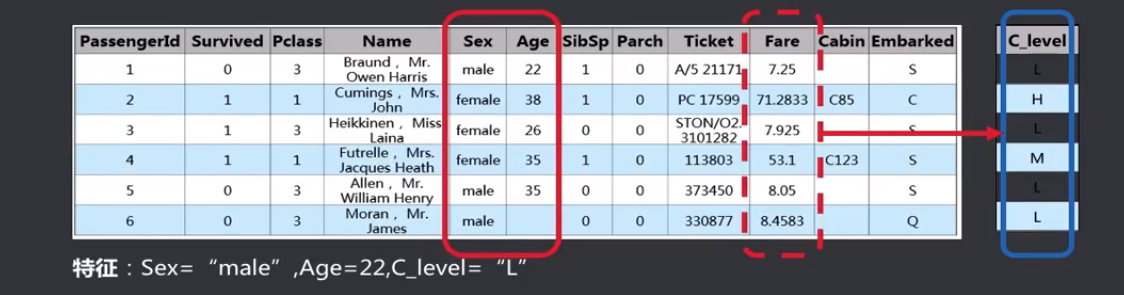 PassengerId Survived Pclass Name Sex Age SibSp Parch Ticket Fare Cabin Embarked C_level
1 0 3 Braund， Mr. Owen Harris male 22 1 0 A/5 21171 7.25 S L
2 1 1 Cumings， Mrs. John female 38 1 0 PC 17599 71.2833 C85 C H
3 1 3 Heikkinen， Miss Laina female 26 0 0 STON/O2. 3101282 7.925 S L
4 1 1 Futrelle， Mrs. Jacques Heath female 35 1 0 113803 53.1 C123 S M
5 0 3 Allen， Mr. William Henry male 35 0 0 373450 8.05 S L
6 0 3 Moran， Mr. James male 0 0 330877 8.4583 Q L
特征：Sex=“male”,Age=22,C_level=“L”